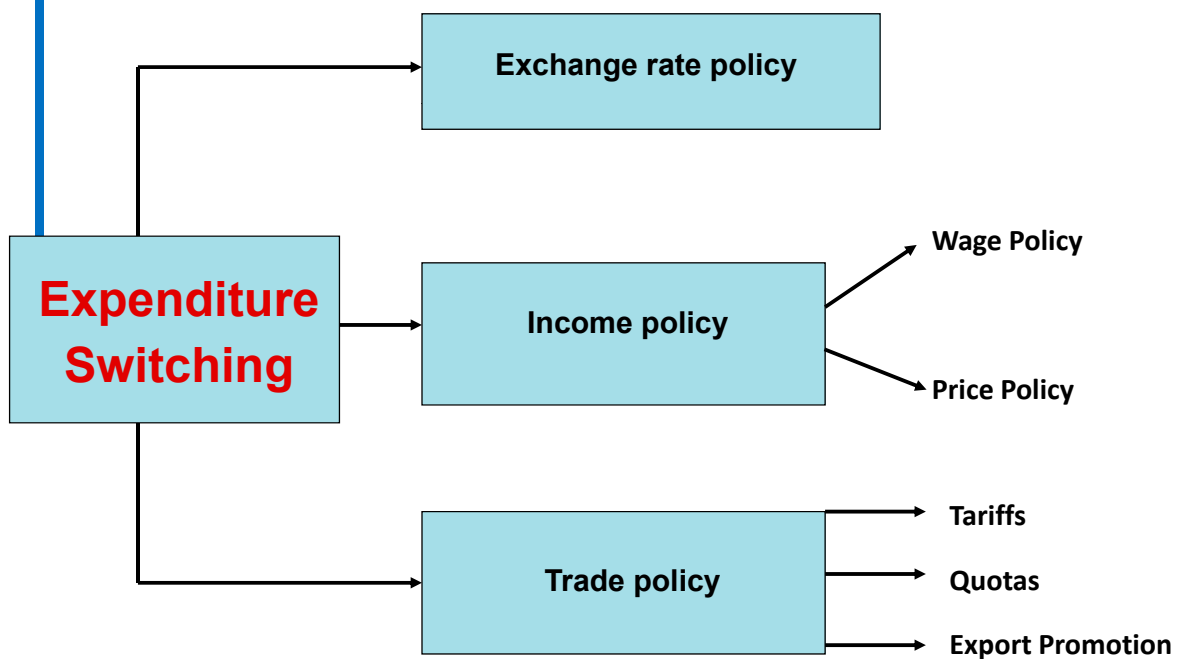 Exchange rate policy
Expenditure
Switching
Income policy
Wage Policy
Price Policy
Trade policy
Tariffs
Quotas
Export Promotion